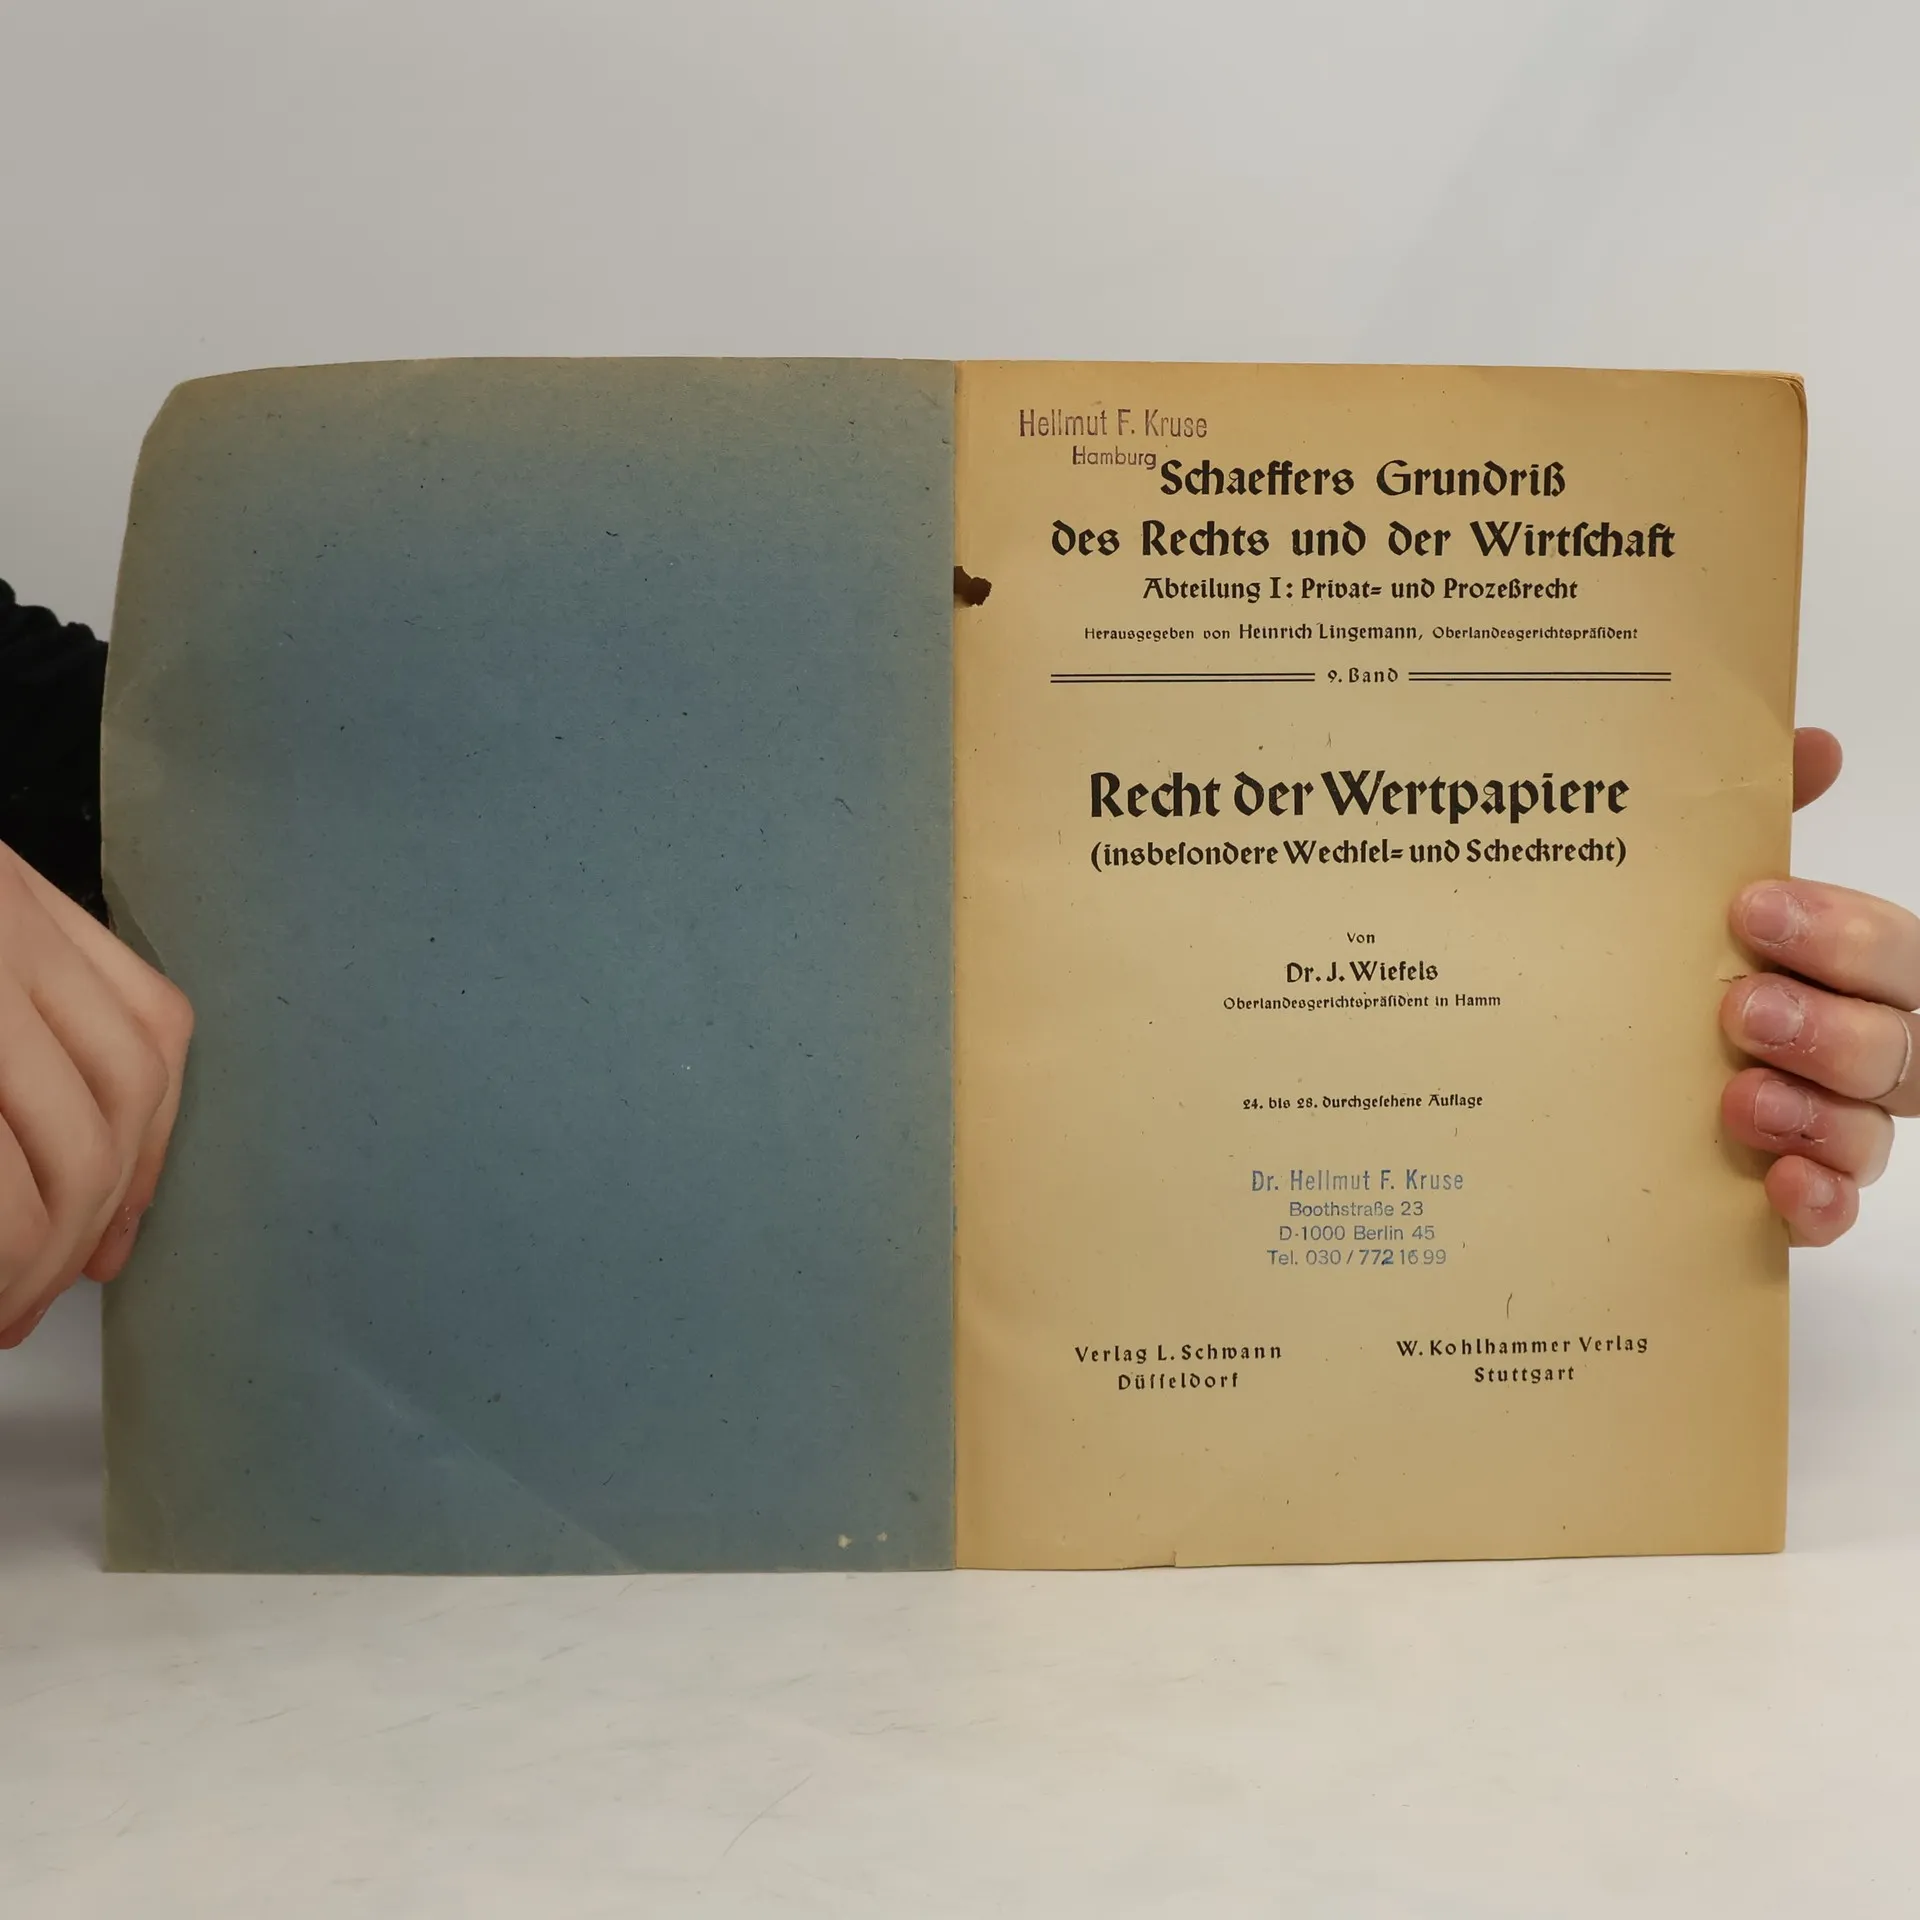 Hellmut F. Kruse
Hamburg
Schaeffers Grundriß
des Rechts und der Wirtſchaft
Abteilung I: Privat= und Prozeßrecht
Herausgegeben von Heinrich Lingemann, Oberlandesgerichtspräſident
9. Band
Recht der Wertpapiere
(insbeſondere Wechſel= und Scheckrecht)
Von
Dr. J. Wiefels
Oberlandesgerichtspräſident in Hamm
24. bis 28. durchgeſehene Auflage
Dr. Hellmut F. Kruse
Boothstraße 23
D-1000 Berlin 45
Tel. 030 / 772 16 99
Verlag L. Schwann
Düſſeldorf
W. Kohlhammer Verlag
Stuttgart